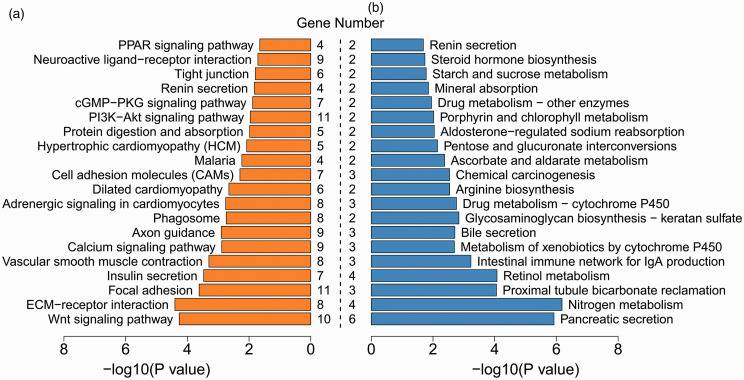 (a)
(b)
Gene Number
PPAR signaling pathway 4 2 Renin secretion
Neuroactive ligand−receptor interaction 9 2 Steroid hormone biosynthesis
Tight junction 6 2 Starch and sucrose metabolism
Renin secretion 4 2 Mineral absorption
cGMP−PKG signaling pathway 7 2 Drug metabolism − other enzymes
PI3K−Akt signaling pathway 11 2 Porphyrin and chlorophyll metabolism
Protein digestion and absorption 5 2 Aldosterone−regulated sodium reabsorption
Hypertrophic cardiomyopathy (HCM) 5 2 Pentose and glucuronate interconversions
Malaria 4 2 Ascorbate and aldarate metabolism
Cell adhesion molecules (CAMs) 7 3 Chemical carcinogenesis
Dilated cardiomyopathy 6 2 Arginine biosynthesis
Adrenergic signaling in cardiomyocytes 8 3 Drug metabolism − cytochrome P450
Phagosome 8 2 Glycosaminoglycan biosynthesis − keratan sulfate
Axon guidance 9 3 Bile secretion
Calcium signaling pathway 9 3 Metabolism of xenobiotics by cytochrome P450
Vascular smooth muscle contraction 8 3 Intestinal immune network for IgA production
Insulin secretion 7 4 Retinol metabolism
Focal adhesion 11 3 Proximal tubule bicarbonate reclamation
ECM−receptor interaction 8 4 Nitrogen metabolism
Wnt signaling pathway 10 6 Pancreatic secretion
8 6 4 2 0 0 2 4 6 8
−log10(P value) −log10(P value)